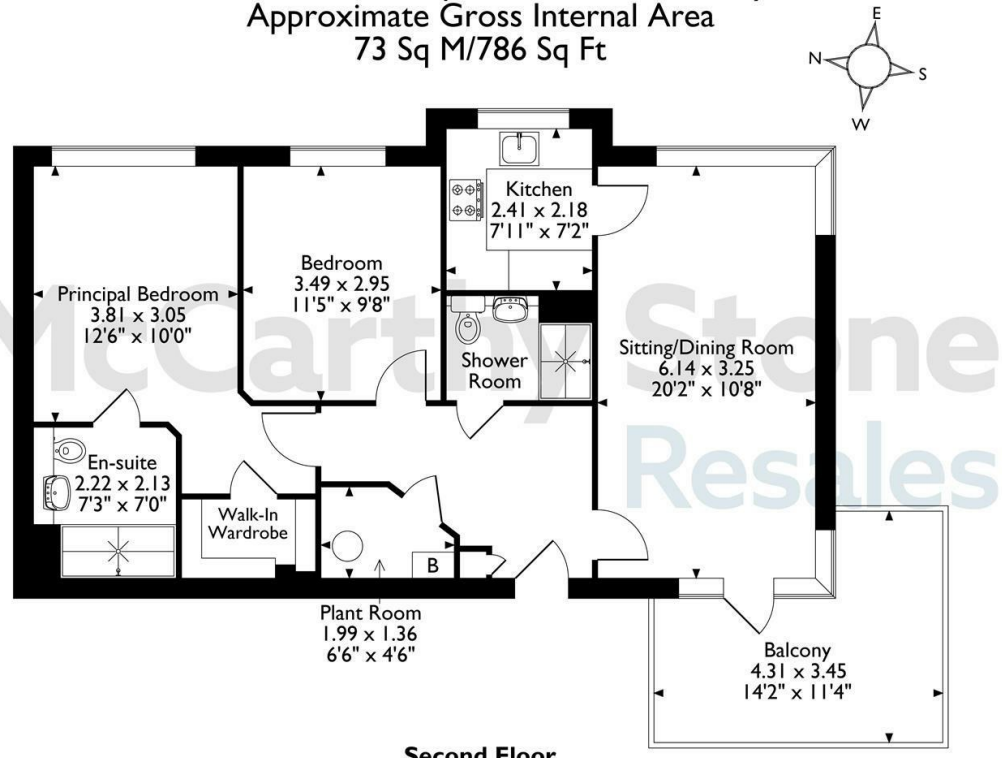 Approximate Gross Internal Area
73 Sq M/786 Sq Ft
E
N
S
W
Kitchen
2.41 x 2.18
7'11" x 7'2"
Bedroom
3.49 x 2.95
11'5" x 9'8"
Principal Bedroom
3.81 x 3.05
12'6" x 10'0"
McCarthy Stone
Resales
Shower
Room
Sitting/Dining Room
6.14 x 3.25
20'2" x 10'8"
En-suite
2.22 x 2.13
7'3" x 7'0"
Walk-In
Wardrobe
B
Plant Room
1.99 x 1.36
6'6" x 4'6"
Balcony
4.31 x 3.45
14'2" x 11'4"
Second Floor